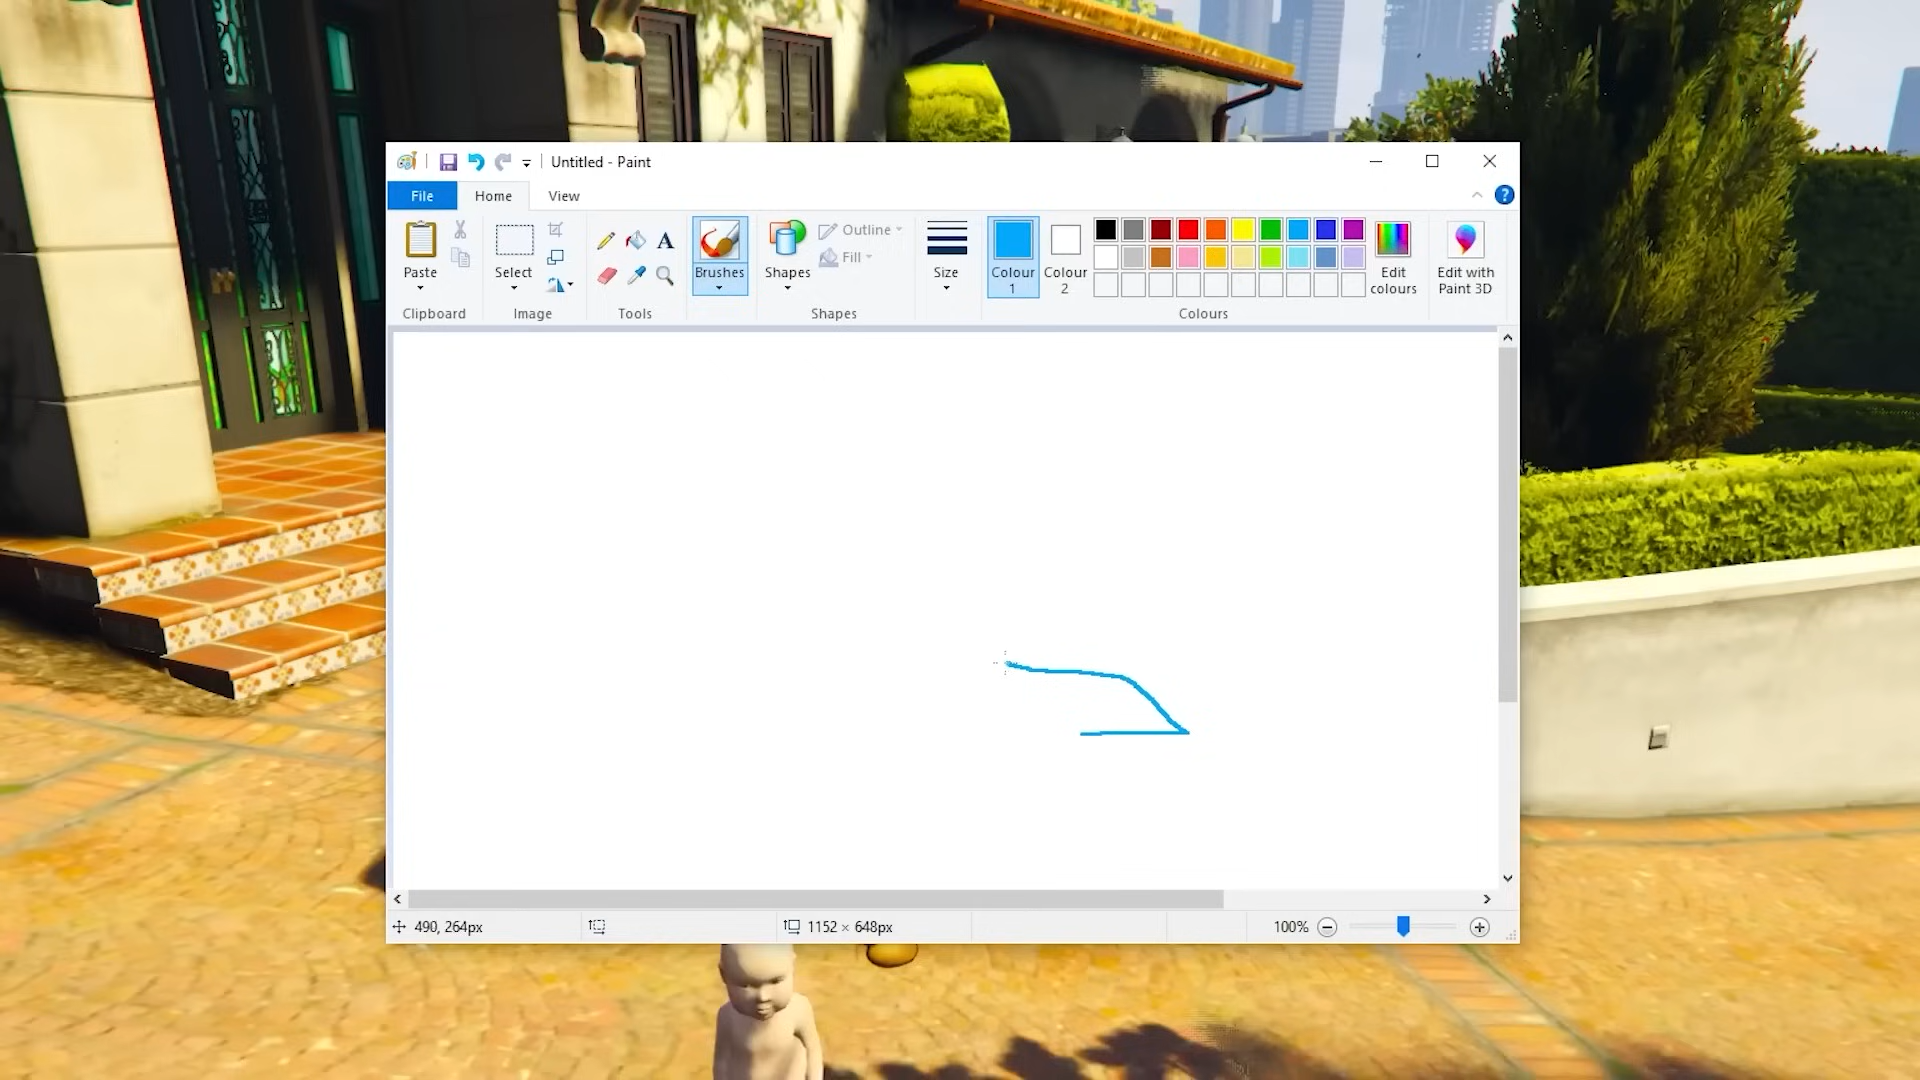 Untitled - Paint
File Home View
Paste Select Brushes Shapes Outline Fill Size Colour 1 Colour 2 Edit colours Edit with Paint 3D
Clipboard Image Tools Shapes Colours
490, 264px 1152 × 648px 100%